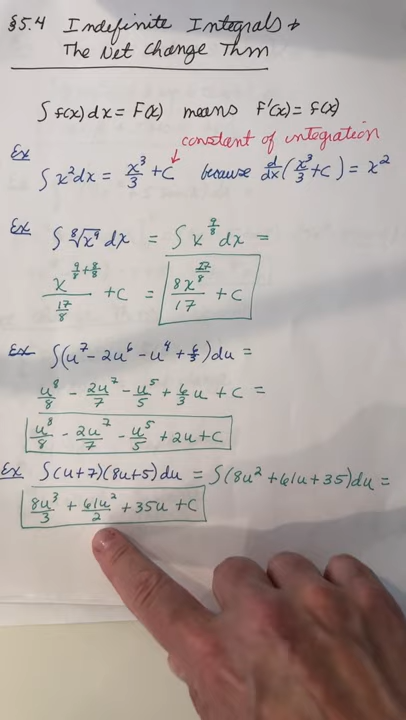 §5.4 Indefinite Integrals &
The Net Change Thm
∫ f(x) dx = F(x) means F'(x) = f(x)
constant of integration
Ex ∫ x² dx = x³/3 + C because d/dx (x³/3 + C) = x²
Ex ∫ ⁸√x⁹ dx = ∫ x^(9/8) dx =
x^(9/8 + 8/8) / (17/8) + C = 8x^(17/8) / 17 + C
Ex ∫(u⁷ - 2u⁶ - u⁴ + 6/3) du =
u⁸/8 - 2u⁷/7 - u⁵/5 + 6/3 u + C =
u⁸/8 - 2u⁷/7 - u⁵/5 + 2u + C
Ex ∫(u+7)(8u+5) du = ∫(8u² + 61u + 35) du =
8u³/3 + 61u²/2 + 35u + C